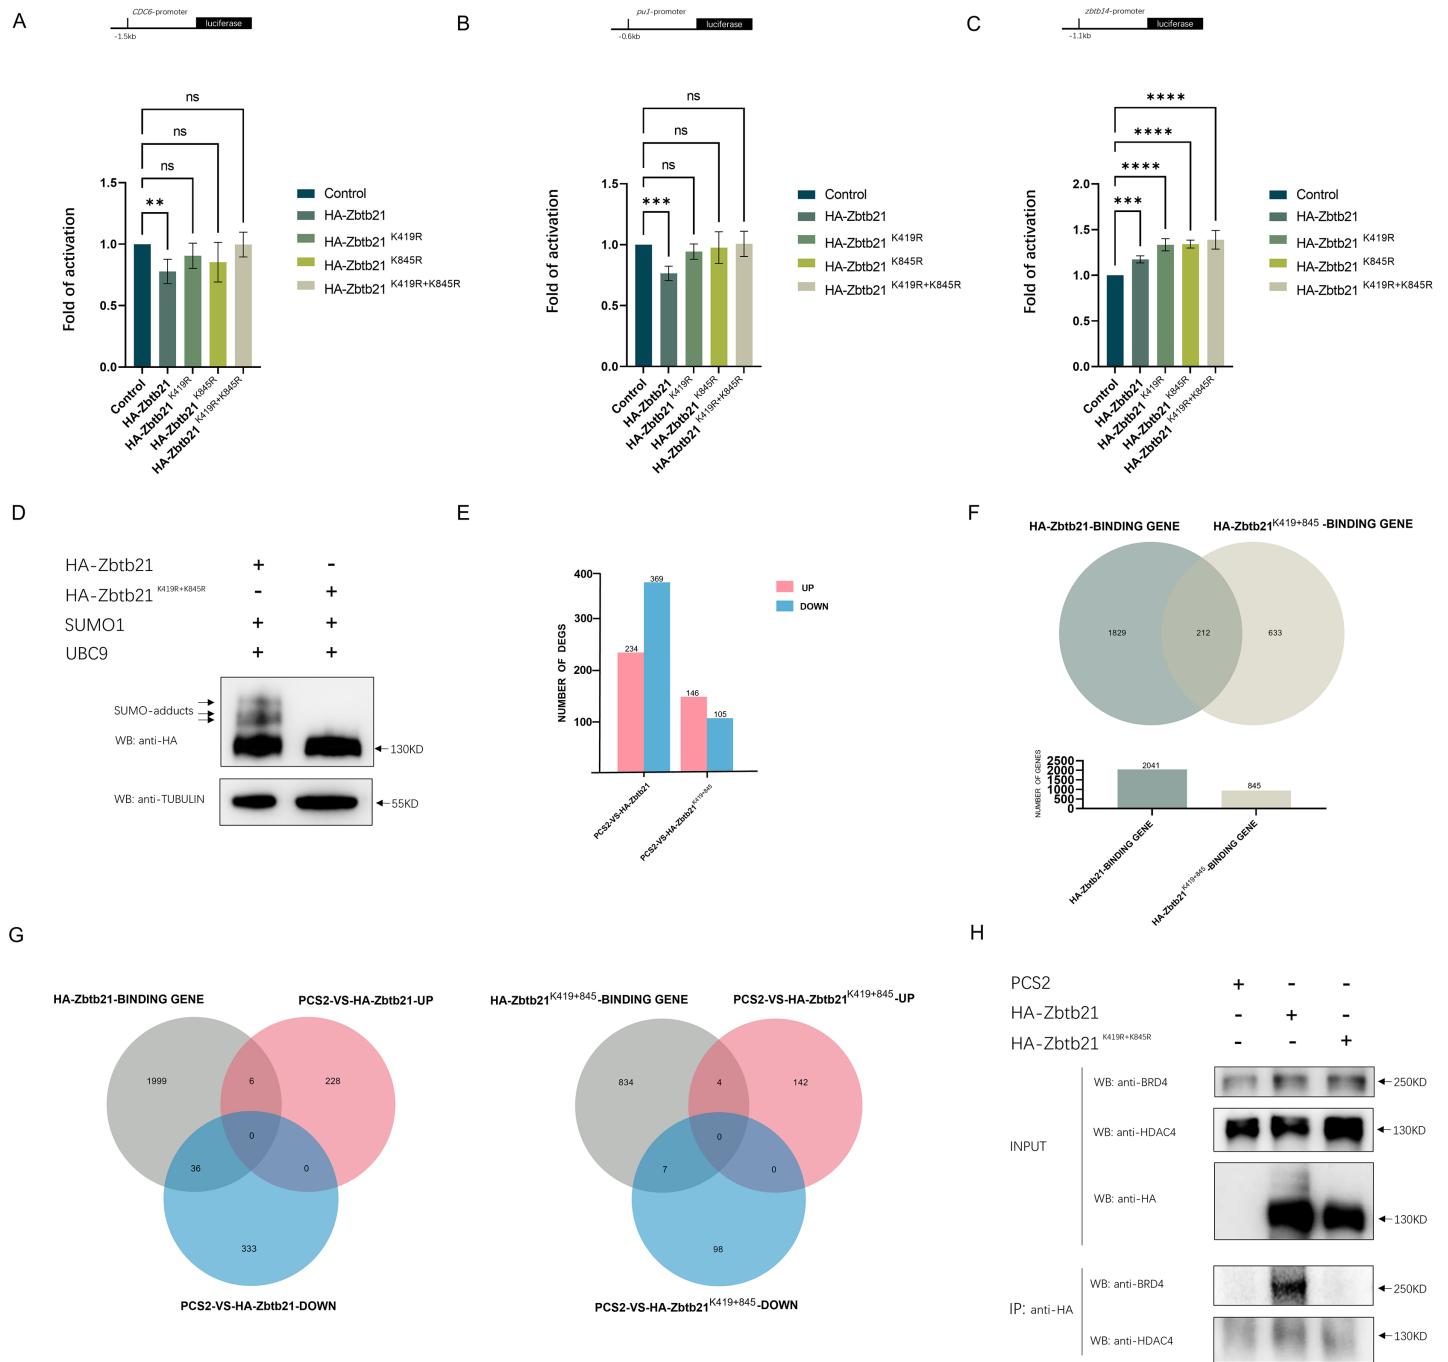 A
CDC6-promoter
luciferase
-1.5kb
ns
ns
ns
**
Fold of activation
1.5
1.0
0.5
0.0
Control
HA-Zbtb21
HA-Zbtb21 K419R
HA-Zbtb21 K845R
HA-Zbtb21 K419R+K845R
Control
HA-Zbtb21
HA-Zbtb21 K419R
HA-Zbtb21 K845R
HA-Zbtb21 K419R+K845R
B
pu1-promoter
luciferase
-0.6kb
ns
ns
ns
***
Fold of activation
1.5
1.0
0.5
0.0
Control
HA-Zbtb21
HA-Zbtb21 K419R
HA-Zbtb21 K845R
HA-Zbtb21 K419R+K845R
Control
HA-Zbtb21
HA-Zbtb21 K419R
HA-Zbtb21 K845R
HA-Zbtb21 K419R+K845R
C
zbtb14-promoter
luciferase
-1.1kb
****
****
****
***
Fold of activation
2.0
1.5
1.0
0.5
0.0
Control
HA-Zbtb21
HA-Zbtb21 K419R
HA-Zbtb21 K845R
HA-Zbtb21 K419R+K845R
Control
HA-Zbtb21
HA-Zbtb21 K419R
HA-Zbtb21 K845R
HA-Zbtb21 K419R+K845R
D
HA-Zbtb21 + -
HA-Zbtb21 K419R+K845R - +
SUMO1 + +
UBC9 + +
SUMO-adducts
WB: anti-HA
130KD
WB: anti-TUBULIN
55KD
E
NUMBER OF DEGS
400
300
200
100
234
369
146
105
UP
DOWN
PCS2-VS-HA-Zbtb21
PCS2-VS-HA-Zbtb21K419+845
F
HA-Zbtb21-BINDING GENE
HA-Zbtb21K419+845 -BINDING GENE
1829
212
633
NUMBER OF GENES
2500
2000
1500
1000
500
0
2041
845
HA-Zbtb21-BINDING GENE
HA-Zbtb21K419+845-BINDING GENE
G
HA-Zbtb21-BINDING GENE
PCS2-VS-HA-Zbtb21-UP
1999
6
228
0
36
0
333
PCS2-VS-HA-Zbtb21-DOWN
HA-Zbtb21K419+845-BINDING GENE
PCS2-VS-HA-Zbtb21K419+845-UP
834
4
142
0
7
0
98
PCS2-VS-HA-Zbtb21K419+845-DOWN
H
PCS2 + - -
HA-Zbtb21 - + -
HA-Zbtb21 K419R+K845R - - +
INPUT
WB: anti-BRD4
250KD
WB: anti-HDAC4
130KD
WB: anti-HA
130KD
IP: anti-HA
WB: anti-BRD4
250KD
WB: anti-HDAC4
130KD